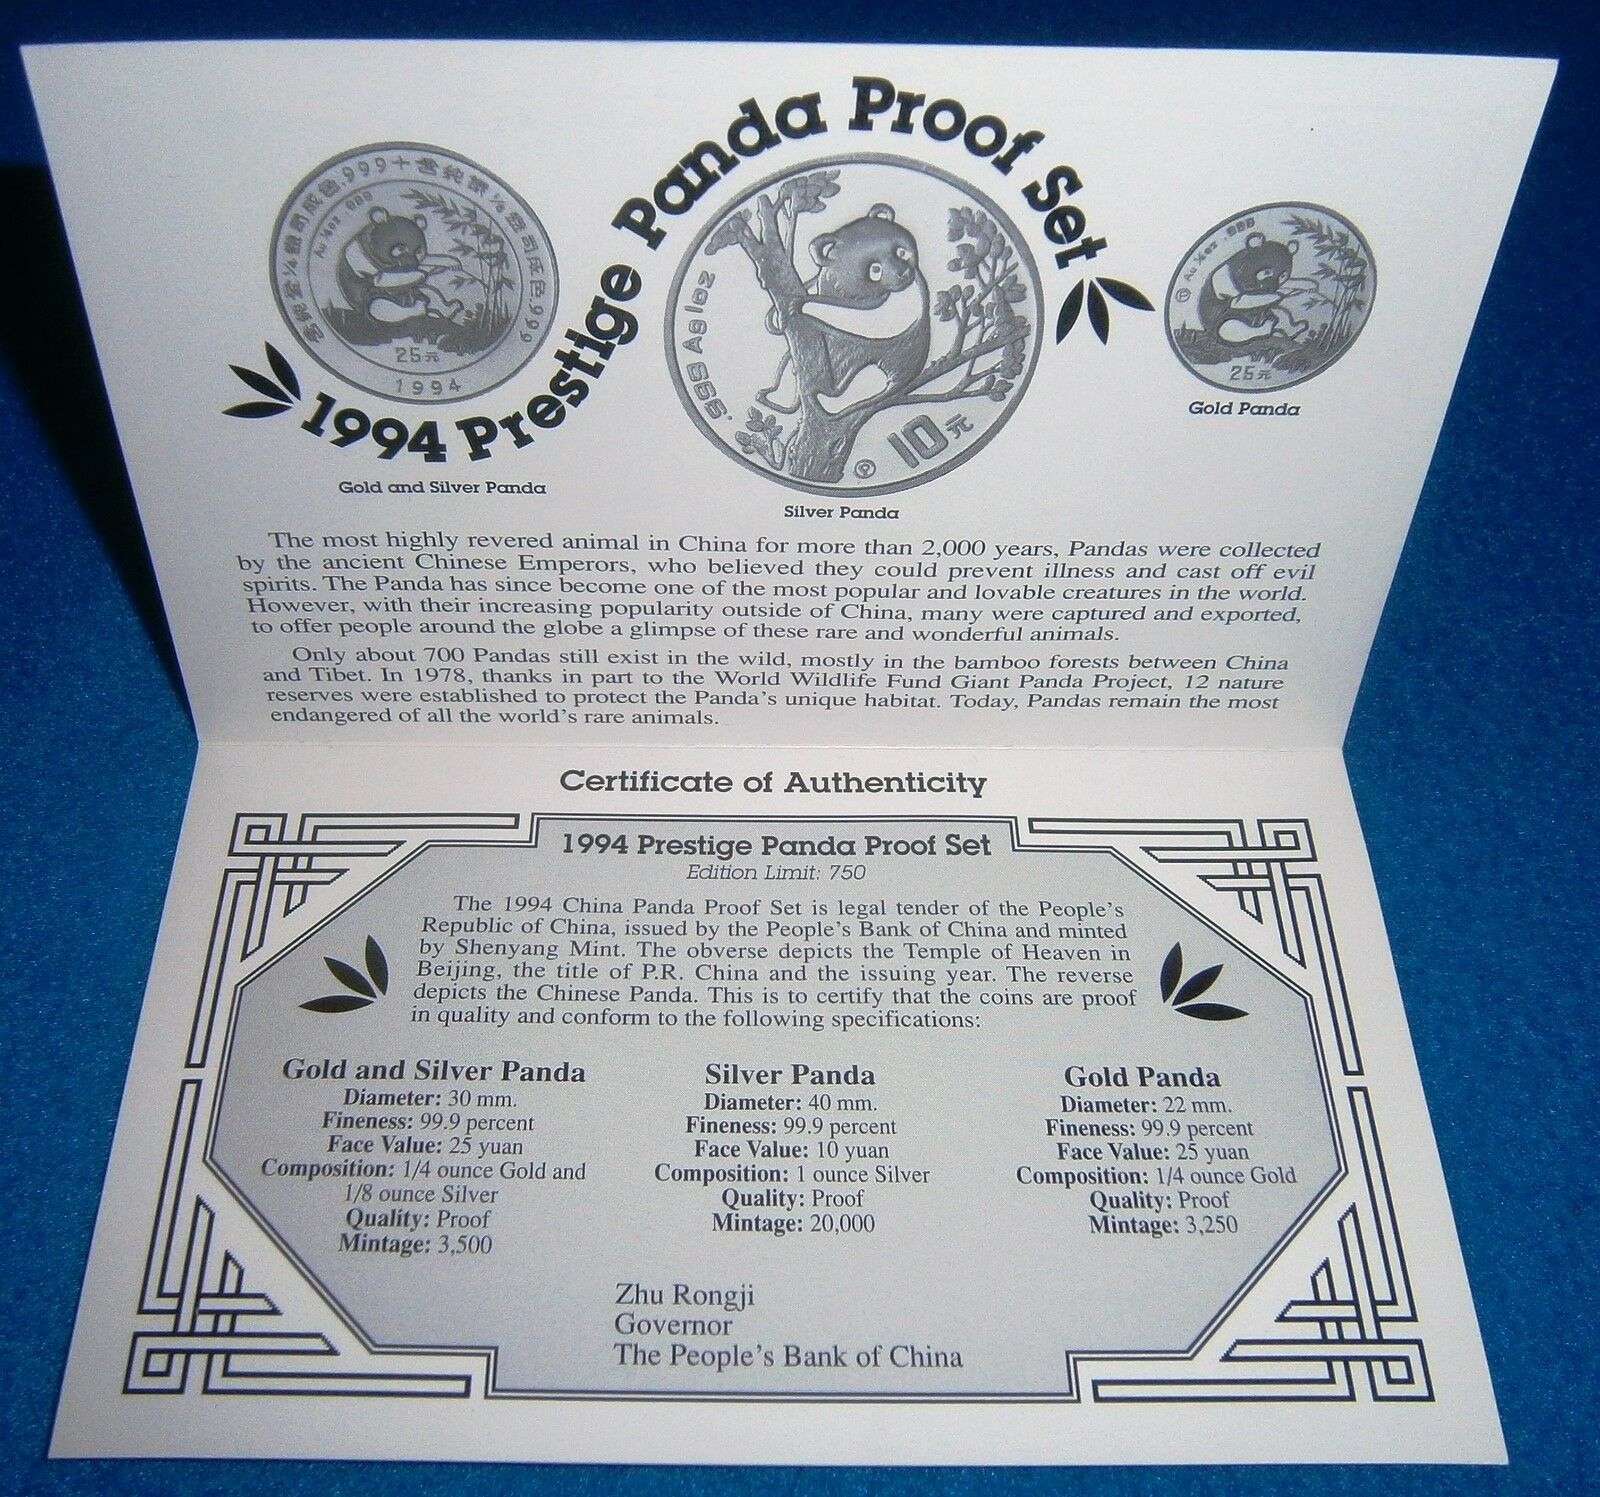 1994 Prestige Panda Proof Set
Au ¼oz .999
25元
1994
Gold and Silver Panda
.999 Ag 1oz
10元
P
Silver Panda
P Au ¼oz .999
25元
Gold Panda
The most highly revered animal in China for more than 2,000 years, Pandas were collected
by the ancient Chinese Emperors, who believed they could prevent illness and cast off evil
spirits. The Panda has since become one of the most popular and lovable creatures in the world.
However, with their increasing popularity outside of China, many were captured and exported,
to offer people around the globe a glimpse of these rare and wonderful animals.
Only about 700 Pandas still exist in the wild, mostly in the bamboo forests between China
and Tibet. In 1978, thanks in part to the World Wildlife Fund Giant Panda Project, 12 nature
reserves were established to protect the Panda's unique habitat. Today, Pandas remain the most
endangered of all the world's rare animals.
Certificate of Authenticity
1994 Prestige Panda Proof Set
Edition Limit: 750
The 1994 China Panda Proof Set is legal tender of the People's
Republic of China, issued by the People's Bank of China and minted
by Shenyang Mint. The obverse depicts the Temple of Heaven in
Beijing, the title of P.R. China and the issuing year. The reverse
depicts the Chinese Panda. This is to certify that the coins are proof
in quality and conform to the following specifications:
Gold and Silver Panda
Diameter: 30 mm.
Fineness: 99.9 percent
Face Value: 25 yuan
Composition: 1/4 ounce Gold and
1/8 ounce Silver
Quality: Proof
Mintage: 3,500
Silver Panda
Diameter: 40 mm.
Fineness: 99.9 percent
Face Value: 10 yuan
Composition: 1 ounce Silver
Quality: Proof
Mintage: 20,000
Gold Panda
Diameter: 22 mm.
Fineness: 99.9 percent
Face Value: 25 yuan
Composition: 1/4 ounce Gold
Quality: Proof
Mintage: 3,250
Zhu Rongji
Governor
The People's Bank of China